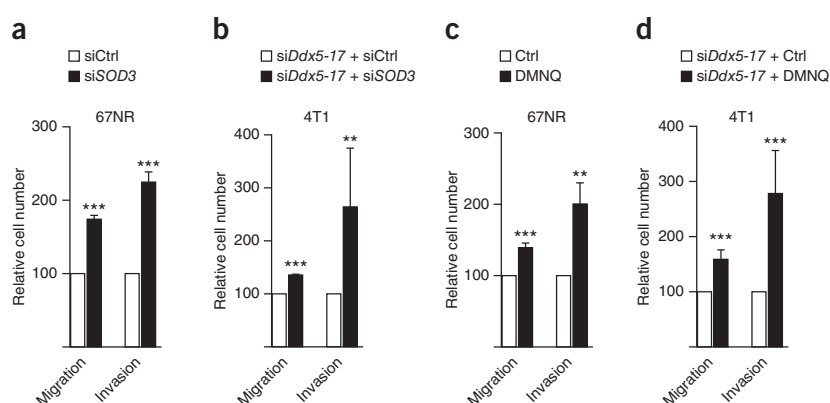 a
siCtrl
siSOD3
67NR
Relative cell number
300
200
100
***
***
Migration
Invasion
b
siDdx5-17 + siCtrl
siDdx5-17 + siSOD3
4T1
Relative cell number
400
300
200
100
***
**
Migration
Invasion
c
Ctrl
DMNQ
67NR
Relative cell number
300
200
100
***
**
Migration
Invasion
d
siDdx5-17 + Ctrl
siDdx5-17 + DMNQ
4T1
Relative cell number
400
300
200
100
***
***
Migration
Invasion